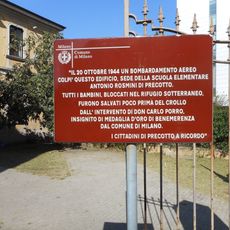 Milano
Comune
di Milano
"IL 20 OTTOBRE 1944 UN BOMBARDAMENTO AEREO
COLPI' QUESTO EDIFICIO, SEDE DELLA SCUOLA ELEMENTARE
ANTONIO ROSMINI DI PRECOTTO.
TUTTI I BAMBINI, BLOCCATI NEL RIFUGIO SOTTERRANEO,
FURONO SALVATI POCO PRIMA DEL CROLLO
DALL' INTERVENTO DI DON CARLO PORRO,
INSIGNITO DI MEDAGLIA D'ORO DI BENEMERENZA
DAL COMUNE DI MILANO.
I CITTADINI DI PRECOTTO A RICORDO"